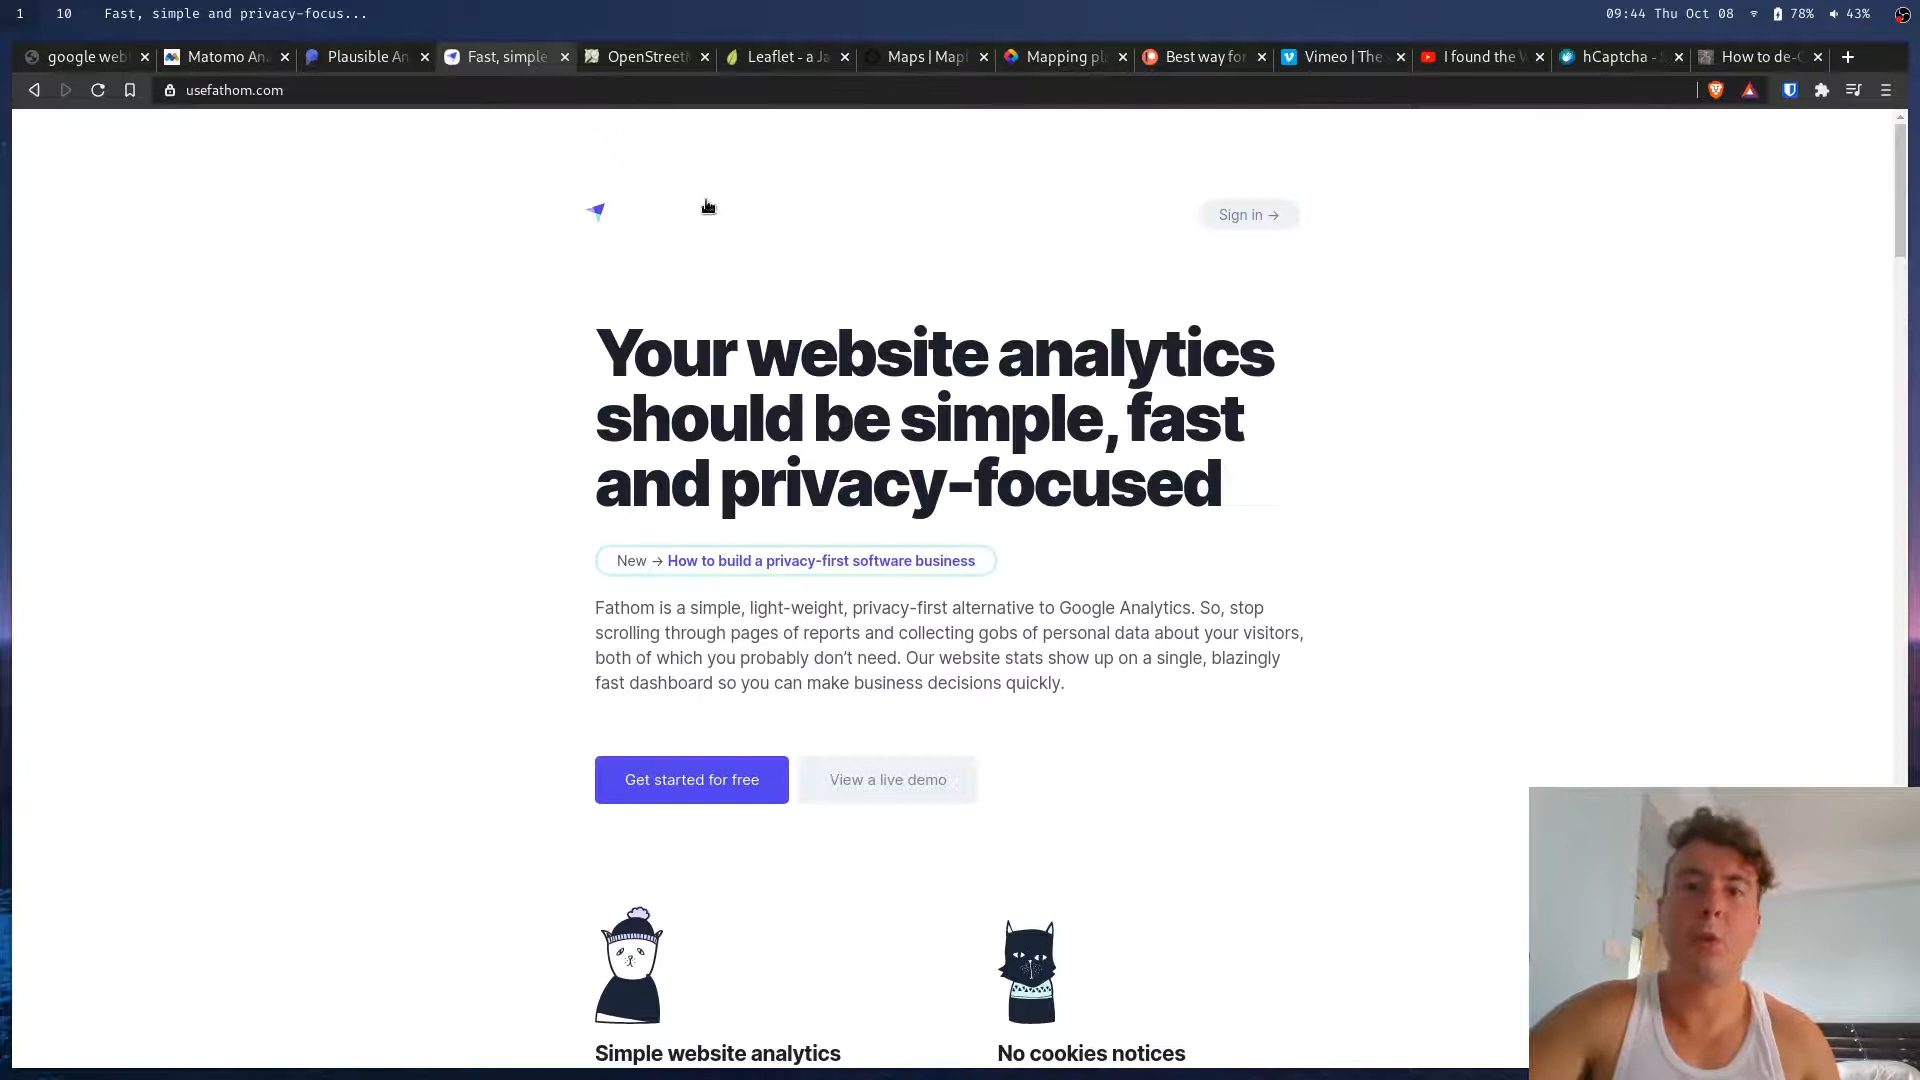 1 10 Fast, simple and privacy-focus... 09:44 Thu Oct 08 78% 43%
google web Matomo An Plausible An Fast, simple OpenStreet Leaflet - a Ja Maps | Map Mapping pl Best way for Vimeo | The I found the hCaptcha - How to de-
usefathom.com
Sign in →
Your website analytics
should be simple, fast
and privacy-focused
New → How to build a privacy-first software business
Fathom is a simple, light-weight, privacy-first alternative to Google Analytics. So, stop
scrolling through pages of reports and collecting gobs of personal data about your visitors,
both of which you probably don’t need. Our website stats show up on a single, blazingly
fast dashboard so you can make business decisions quickly.
Get started for free View a live demo
Simple website analytics No cookies notices